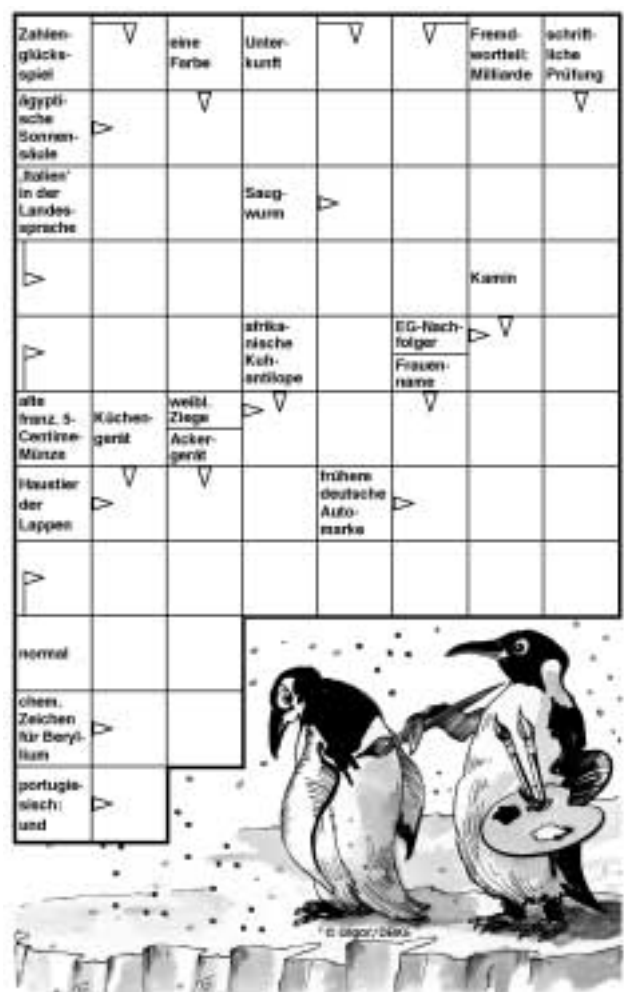 Zahlen-
glücks-
spiel
eine
Farbe
Unter-
kunft
Fremd-
wortteil:
Milliarde
schrift-
liche
Prüfung
ägypti-
sche
Sonnen-
säule
‚Italien'
in der
Landes-
sprache
Saug-
wurm
Kamin
afrika-
nische
Kuh-
antilope
EG-Nach-
folger
Frauen-
name
alte
franz. 5-
Centime-
Münze
Küchen-
gerät
weibl.
Ziege
Acker-
gerät
Haustier
der
Lappen
frühere
deutsche
Auto-
marke
normal
chem.
Zeichen
für Beryl-
lium
portugie-
sisch:
und